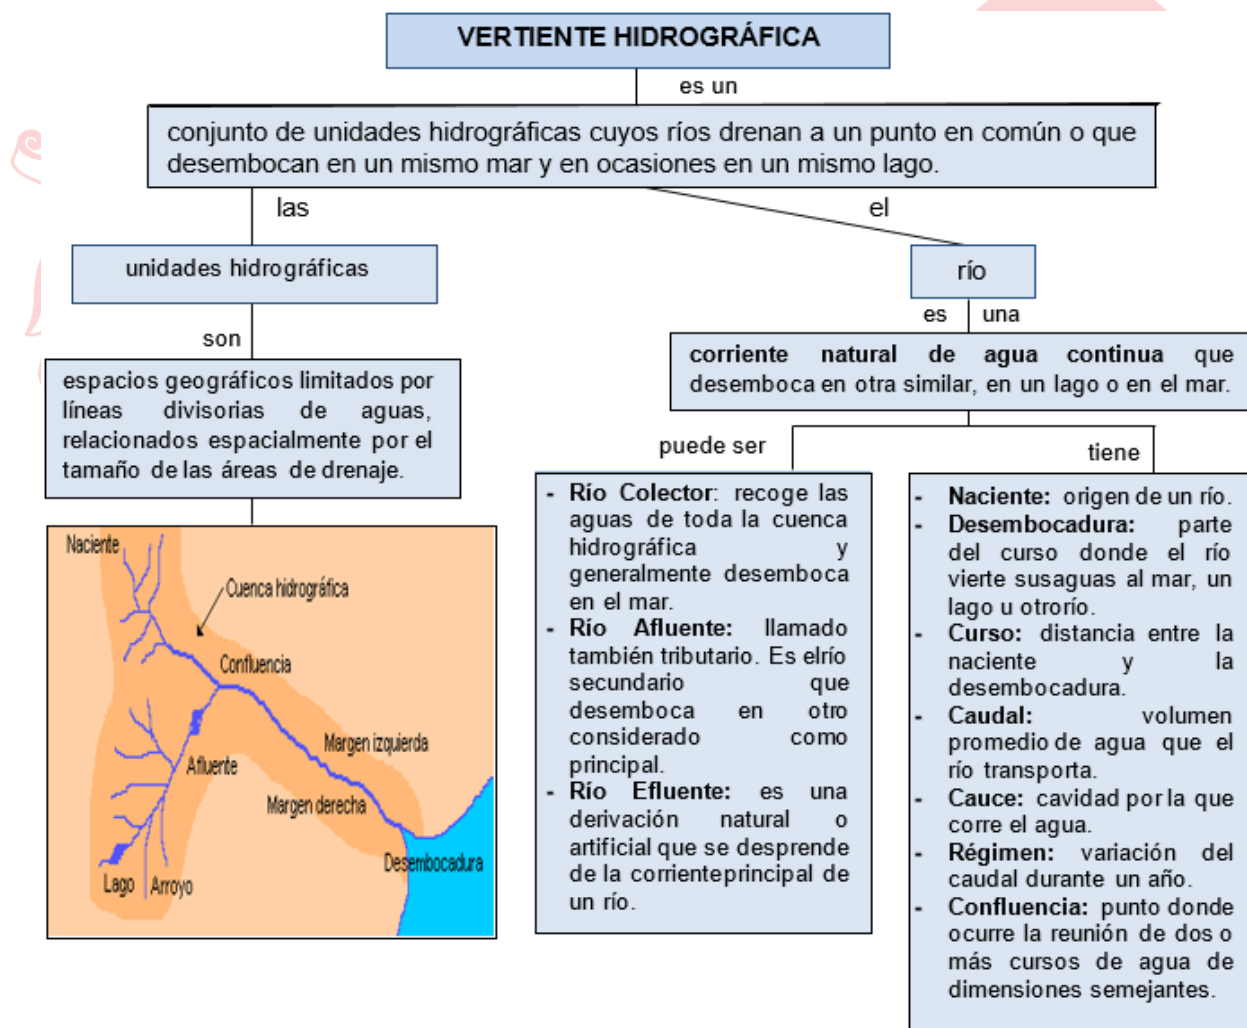 VERTIENTE HIDROGRÁFICA
es un
conjunto de unidades hidrográficas cuyos ríos drenan a un punto en común o que
desembocan en un mismo mar y en ocasiones en un mismo lago.
las
el
unidades hidrográficas
río
son
es una
espacios geográficos limitados por
líneas divisorias de aguas,
relacionados espacialmente por el
tamaño de las áreas de drenaje.
corriente natural de agua continua que
desemboca en otra similar, en un lago o en el mar.
puede ser
tiene
Naciente
Cuenca hidrográfica
Confluencia
Margen izquierda
Afluente
Margen derecha
Desembocadura
Lago
Arroyo
- Río Colector: recoge las
aguas de toda la cuenca
hidrográfica y
generalmente desemboca
en el mar.
- Río Afluente: llamado
también tributario. Es elrío
secundario que
desemboca en otro
considerado como
principal.
- Río Efluente: es una
derivación natural o
artificial que se desprende
de la corrienteprincipal de
un río.
- Naciente: origen de un río.
- Desembocadura: parte
del curso donde el río
vierte susaguas al mar, un
lago u otrorío.
- Curso: distancia entre la
naciente y la
desembocadura.
- Caudal: volumen
promedio de agua que el
río transporta.
- Cauce: cavidad por la que
corre el agua.
- Régimen: variación del
caudal durante un año.
- Confluencia: punto donde
ocurre la reunión de dos o
más cursos de agua de
dimensiones semejantes.